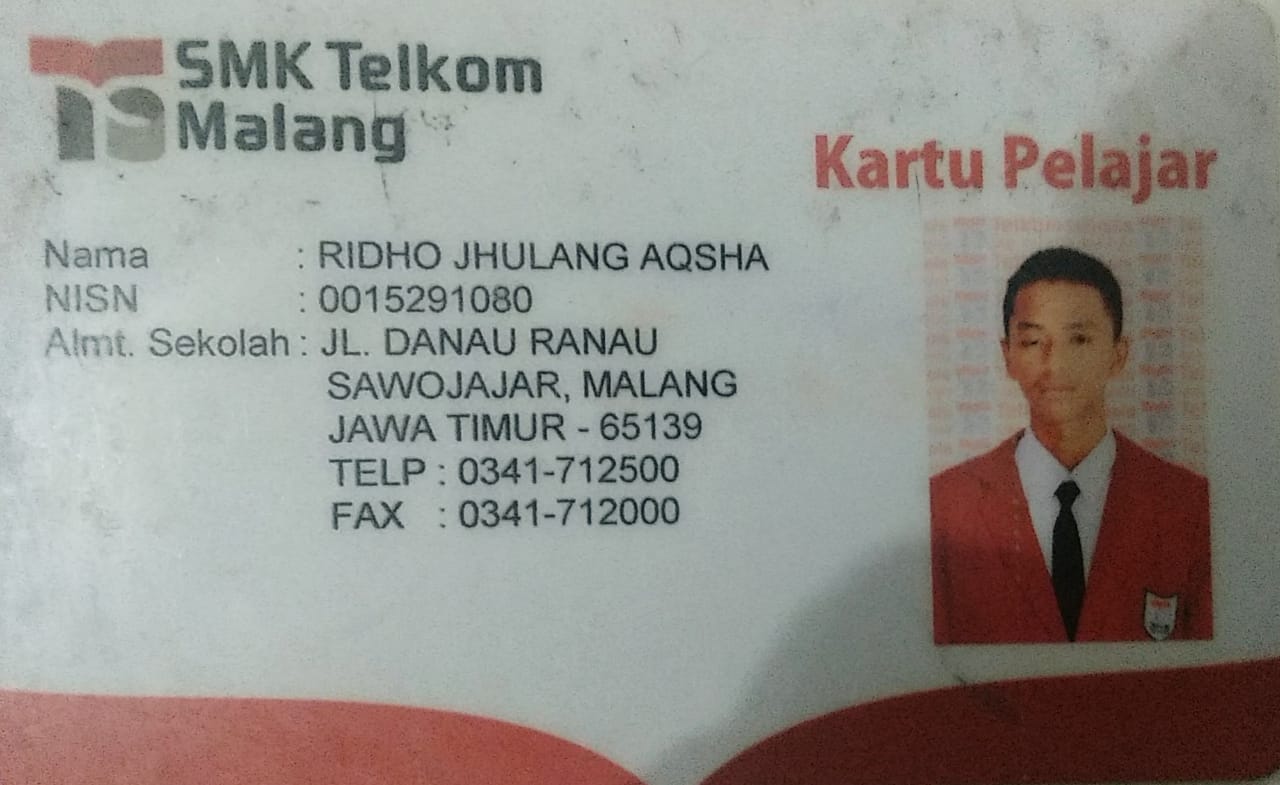 SMK Telkom
Malang
Kartu Pelajar
Nama : RIDHO JHULANG AQSHA
NISN : 0015291080
Almt. Sekolah : JL. DANAU RANAU
SAWOJAJAR, MALANG
JAWA TIMUR - 65139
TELP : 0341-712500
FAX : 0341-712000